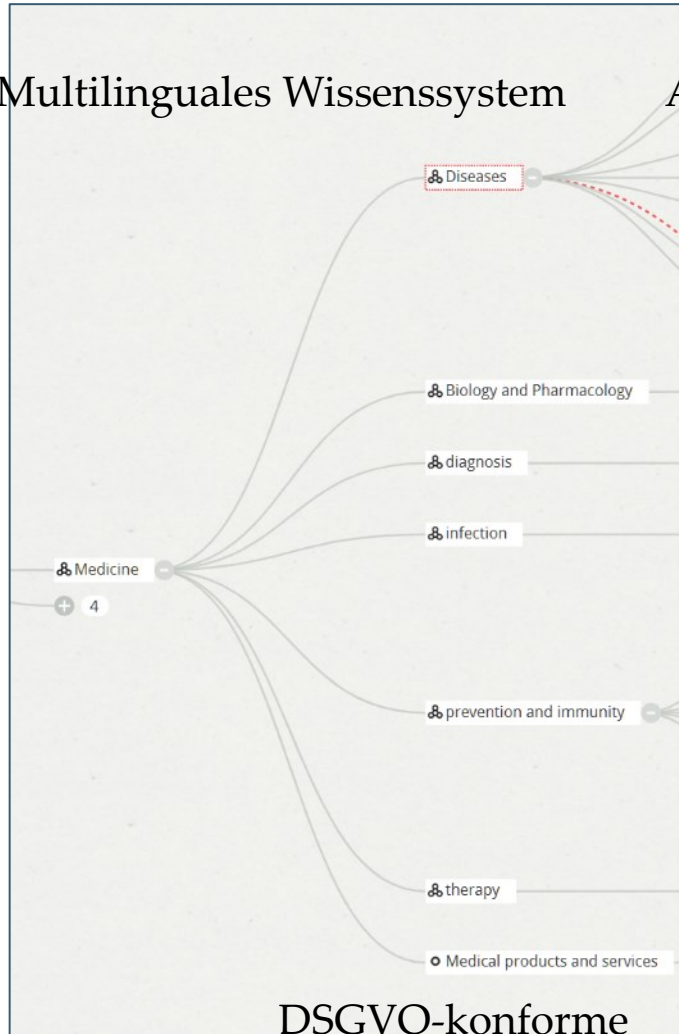 Multilinguales Wissenssystem
Diseases
Biology and Pharmacology
diagnosis
infection
Medicine
4
prevention and immunity
therapy
Medical products and services
DSGVO-konforme